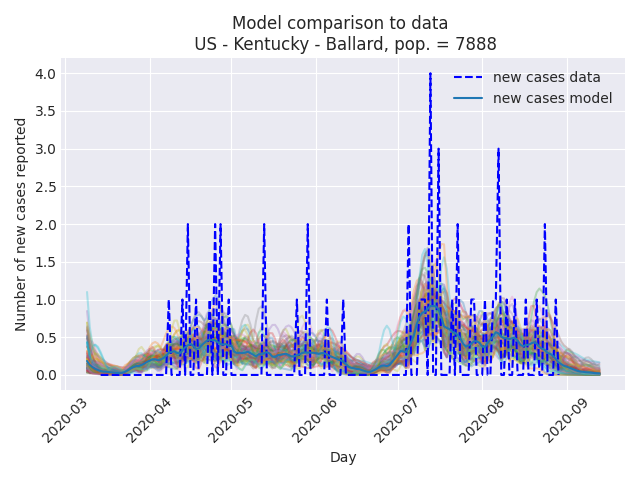 Model comparison to data
US - Kentucky - Ballard, pop. = 7888
new cases data
new cases model
Number of new cases reported
4.0
3.5
3.0
2.5
2.0
1.5
1.0
0.5
0.0
2020-03
2020-04
2020-05
2020-06
2020-07
2020-08
2020-09
Day